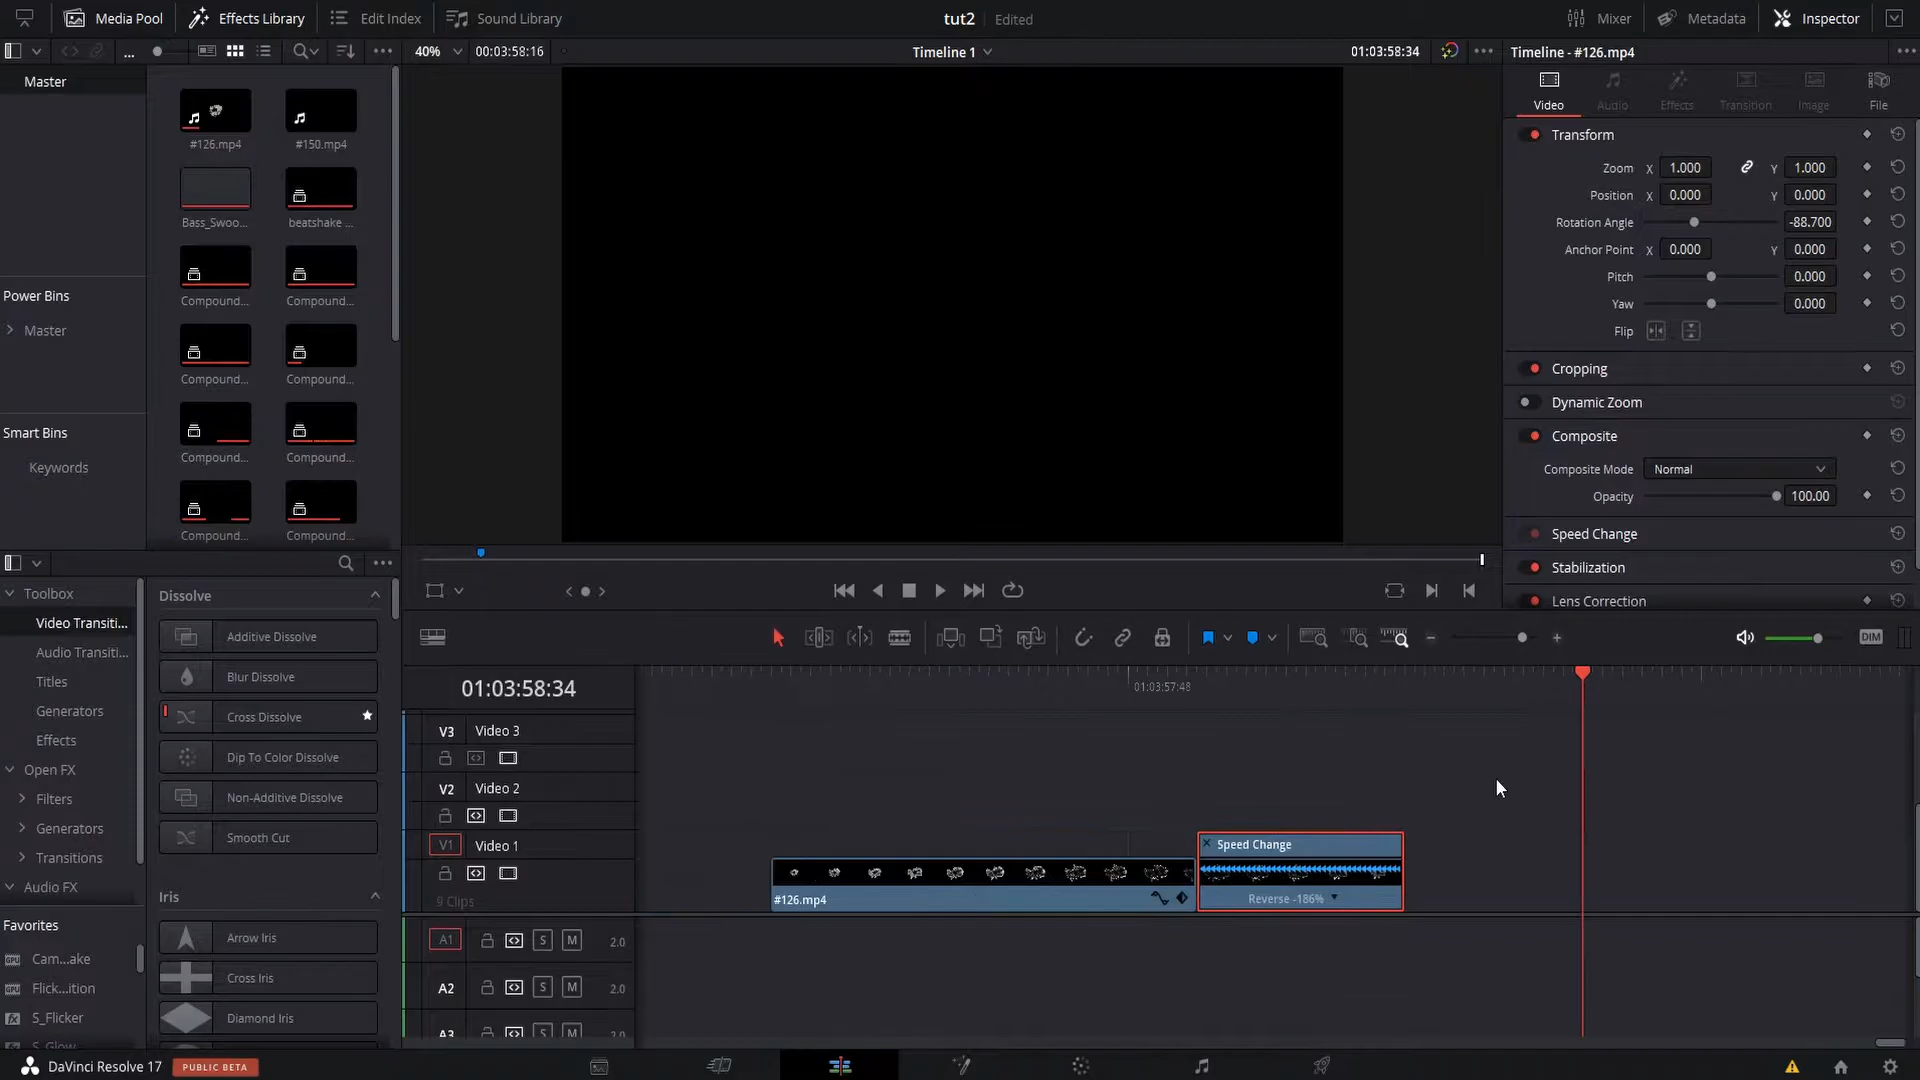 Media Pool Effects Library Edit Index Sound Library tut2 Edited Mixer Metadata Inspector
... 40% 00:03:58:16 Timeline 1 01:03:58:34 Timeline - #126.mp4
Master
#126.mp4 #150.mp4
Bass_Swoo... beatshake ...
Compound... Compound...
Compound... Compound...
Compound... Compound...
Power Bins
Master
Smart Bins
Keywords
Video Audio Effects Transition Image File
Transform
Zoom X 1.000 Y 1.000
Position X 0.000 Y 0.000
Rotation Angle -88.700
Anchor Point X 0.000 Y 0.000
Pitch 0.000
Yaw 0.000
Flip
Cropping
Dynamic Zoom
Composite
Composite Mode Normal
Opacity 100.00
Speed Change
Stabilization
Lens Correction
Toolbox
Video Transiti...
Audio Transiti...
Titles
Generators
Effects
Open FX
Filters
Generators
Transitions
Audio FX
Favorites
Cam...ake
Flick...ition
S_Flicker
S_Glow
Dissolve
Additive Dissolve
Blur Dissolve
Cross Dissolve
Dip To Color Dissolve
Non-Additive Dissolve
Smooth Cut
Iris
Arrow Iris
Cross Iris
Diamond Iris
DIM
01:03:58:34 01:03:57:48
V3 Video 3
V2 Video 2
V1 Video 1
9 Clips
#126.mp4
Speed Change
Reverse -186%
A1 S M 2.0
A2 S M 2.0
A3 S M 2.0
DaVinci Resolve 17 PUBLIC BETA